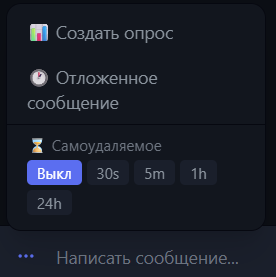 Создать опрос
Отложенное
сообщение
Самоудаляемое
Выкл 30s 5m 1h
24h
Написать сообщение...